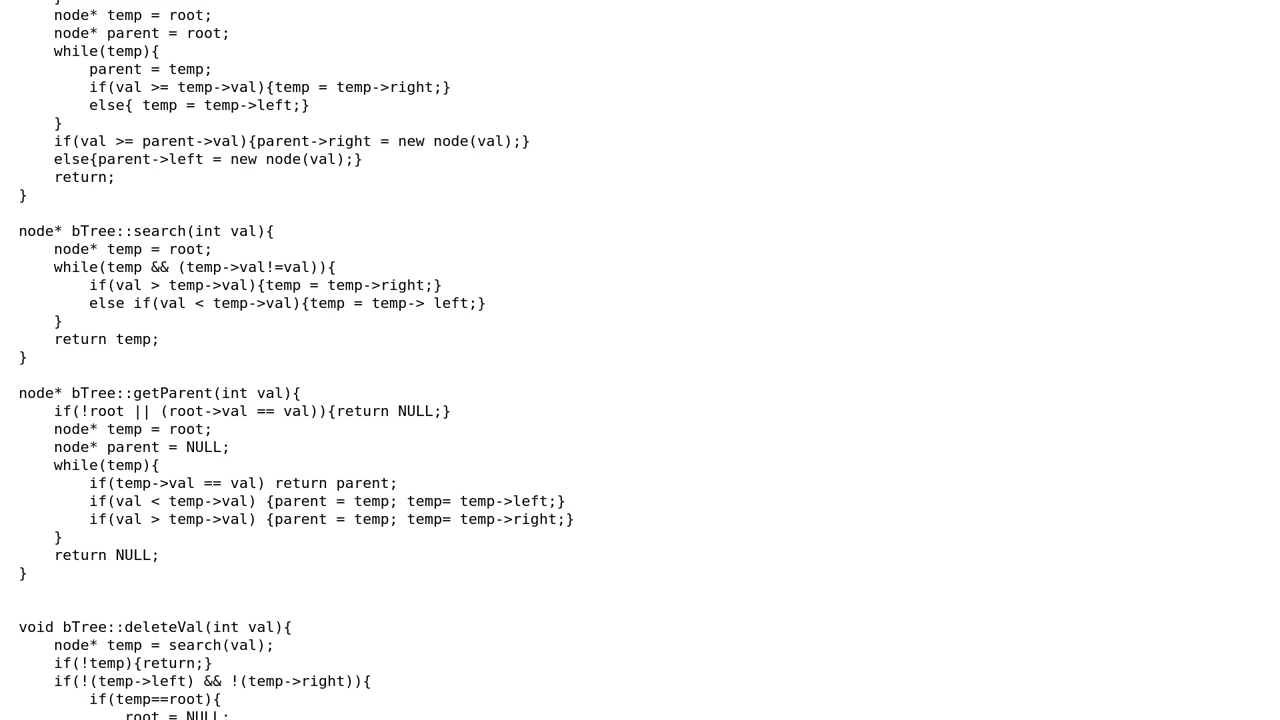 }
    node* temp = root;
    node* parent = root;
    while(temp){
        parent = temp;
        if(val >= temp->val){temp = temp->right;}
        else{ temp = temp->left;}
    }
    if(val >= parent->val){parent->right = new node(val);}
    else{parent->left = new node(val);}
    return;
}

node* bTree::search(int val){
    node* temp = root;
    while(temp && (temp->val!=val)){
        if(val > temp->val){temp = temp->right;}
        else if(val < temp->val){temp = temp-> left;}
    }
    return temp;
}

node* bTree::getParent(int val){
    if(!root || (root->val == val)){return NULL;}
    node* temp = root;
    node* parent = NULL;
    while(temp){
        if(temp->val == val) return parent;
        if(val < temp->val) {parent = temp; temp= temp->left;}
        if(val > temp->val) {parent = temp; temp= temp->right;}
    }
    return NULL;
}


void bTree::deleteVal(int val){
    node* temp = search(val);
    if(!temp){return;}
    if(!(temp->left) && !(temp->right)){
        if(temp==root){
            root = NULL;